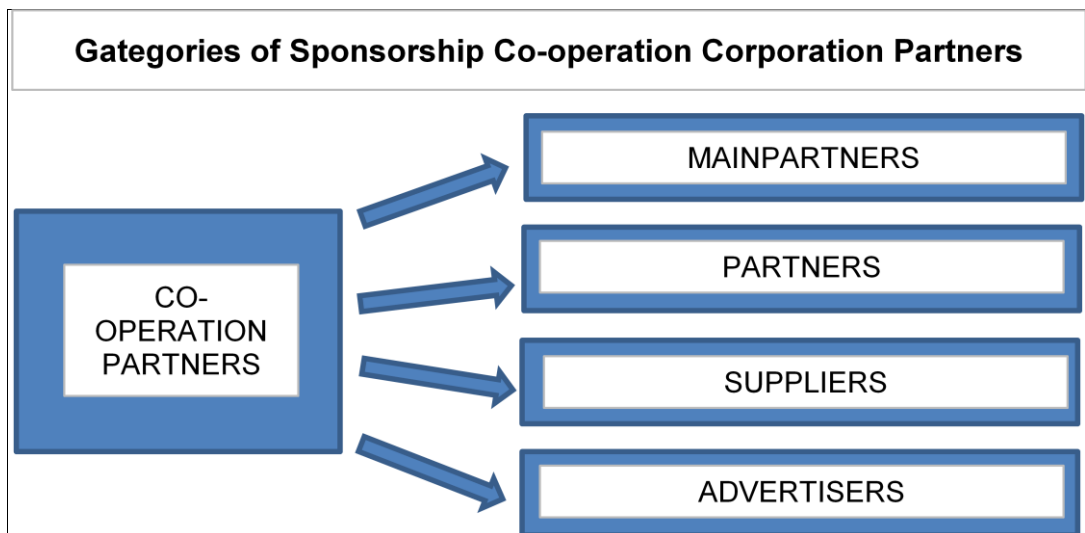 Gategories of Sponsorship Co-operation Corporation Partners
MAINPARTNERS
PARTNERS
CO-
OPERATION
PARTNERS
SUPPLIERS
ADVERTISERS